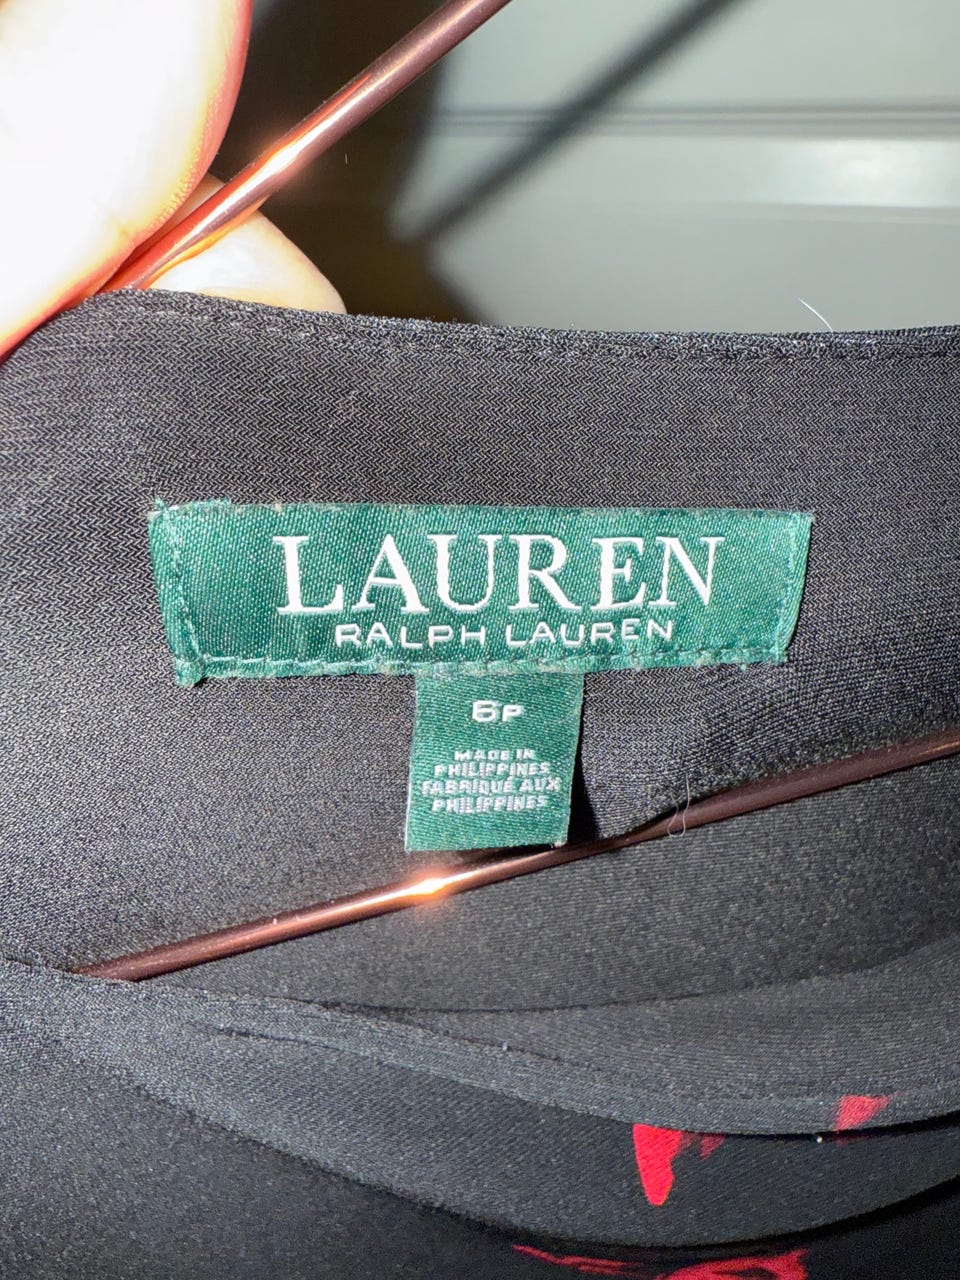 LAUREN
RALPH LAUREN
6P
MADE IN
PHILIPPINES
FABRIQUÉ AUX
PHILIPPINES